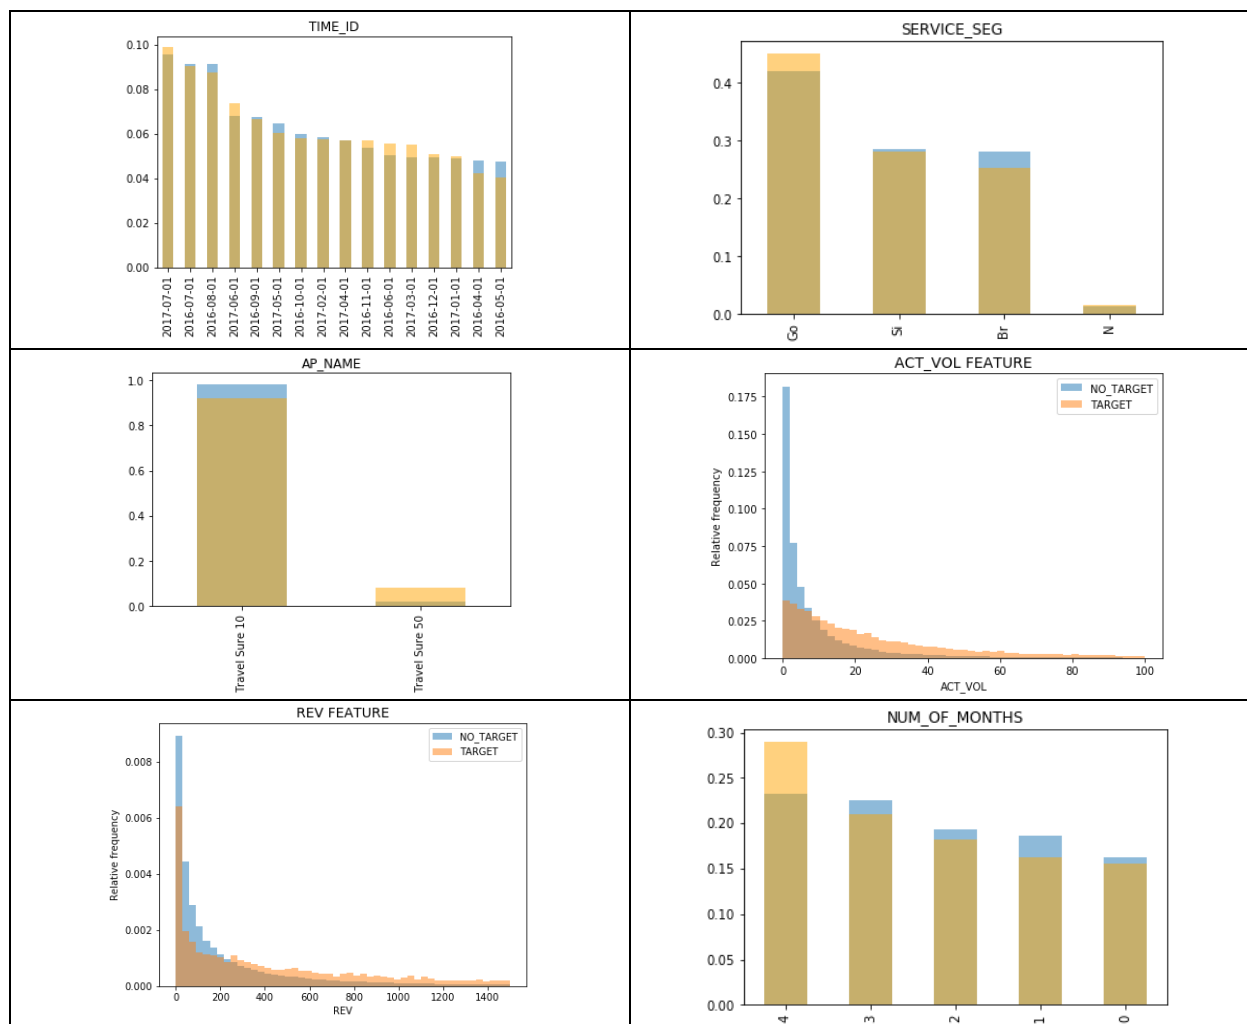 TIME_ID
0.10
0.08
0.06
0.04
0.02
0.00
2017-07-01
2016-07-01
2016-08-01
2017-06-01
2016-09-01
2017-05-01
2016-10-01
2017-02-01
2017-04-01
2016-11-01
2016-06-01
2017-03-01
2016-12-01
2017-01-01
2016-04-01
2016-05-01
SERVICE_SEG
0.4
0.3
0.2
0.1
0.0
Go
Si
Br
N
AP_NAME
1.0
0.8
0.6
0.4
0.2
0.0
Travel Sure 10
Travel Sure 50
ACT_VOL FEATURE
NO_TARGET
TARGET
Relative frequency
0.175
0.150
0.125
0.100
0.075
0.050
0.025
0.000
0 20 40 60 80 100
ACT_VOL
REV FEATURE
NO_TARGET
TARGET
Relative frequency
0.008
0.006
0.004
0.002
0.000
0 200 400 600 800 1000 1200 1400
REV
NUM_OF_MONTHS
0.30
0.25
0.20
0.15
0.10
0.05
0.00
4
3
2
1
0